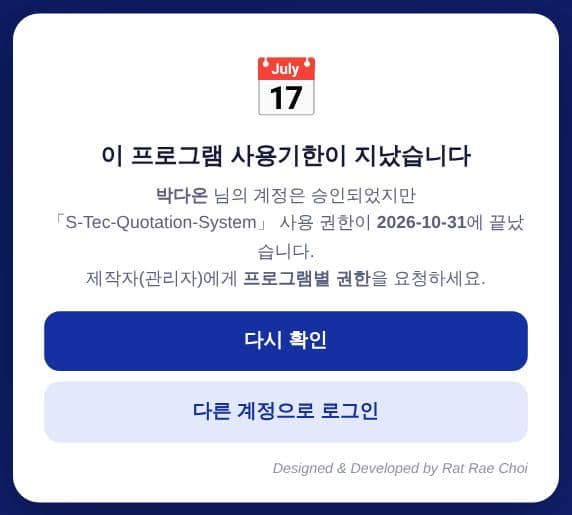 July
17
이 프로그램 사용기한이 지났습니다
박다온 님의 계정은 승인되었지만
「S-Tec-Quotation-System」 사용 권한이 2026-10-31에 끝났
습니다.
제작자(관리자)에게 프로그램별 권한을 요청하세요.
다시 확인
다른 계정으로 로그인
Designed & Developed by Rat Rae Choi